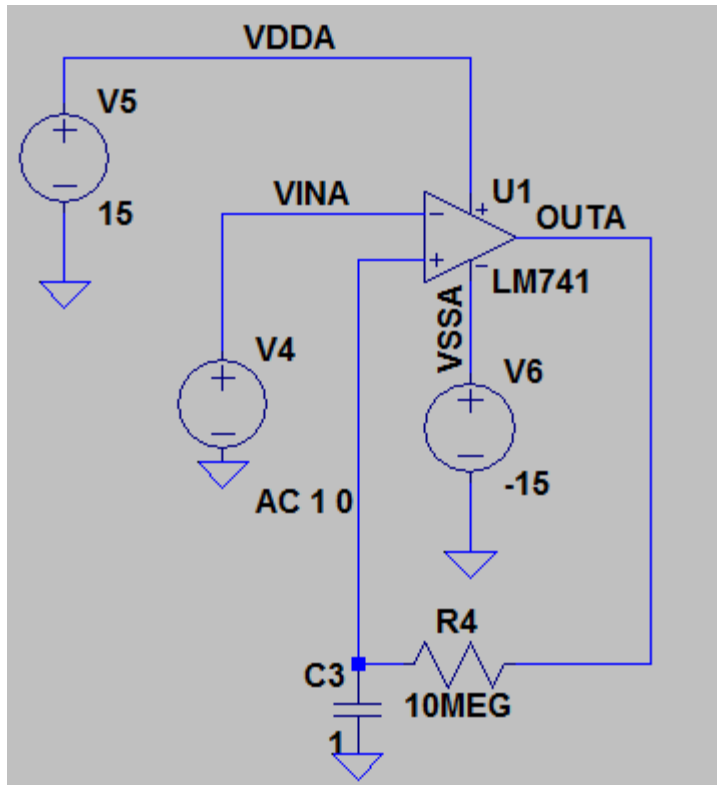 VDDA
V5
15
VINA
U1
OUTA
LM741
VSSA
V4
V6
-15
AC 1 0
R4
10MEG
C3
1